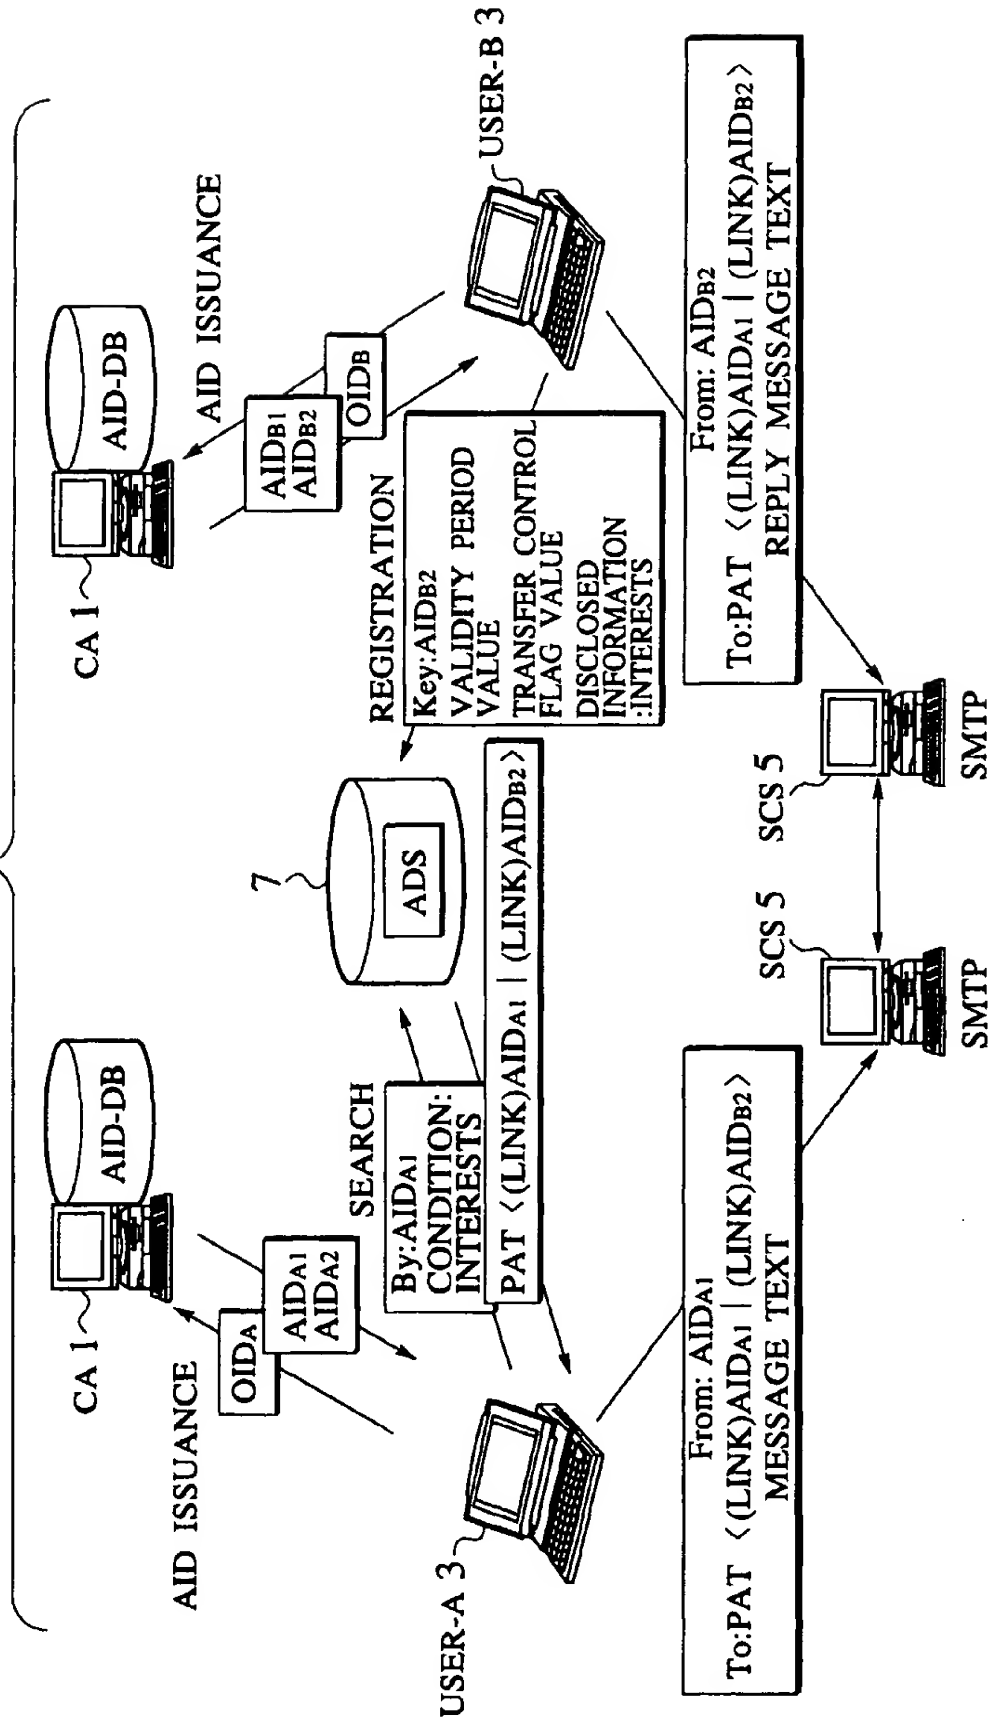 CA 1
AID-DB
AID ISSUANCE
OIDA
AIDA1
AIDA2
USER-A 3
SEARCH
By:AIDA1
CONDITION:
INTERESTS
PAT <(LINK)AIDA1 | (LINK)AIDB2>
7
ADS
CA 1
AID-DB
AID ISSUANCE
AIDB1
AIDB2
OIDB
USER-B 3
REGISTRATION
Key:AIDB2
VALIDITY PERIOD
VALUE
TRANSFER CONTROL
FLAG VALUE
DISCLOSED
INFORMATION
:INTERESTS
From: AIDA1
To:PAT <(LINK)AIDA1 | (LINK)AIDB2>
MESSAGE TEXT
SCS 5
SMTP
SCS 5
SMTP
From: AIDB2
To:PAT <(LINK)AIDA1 | (LINK)AIDB2>
REPLY MESSAGE TEXT